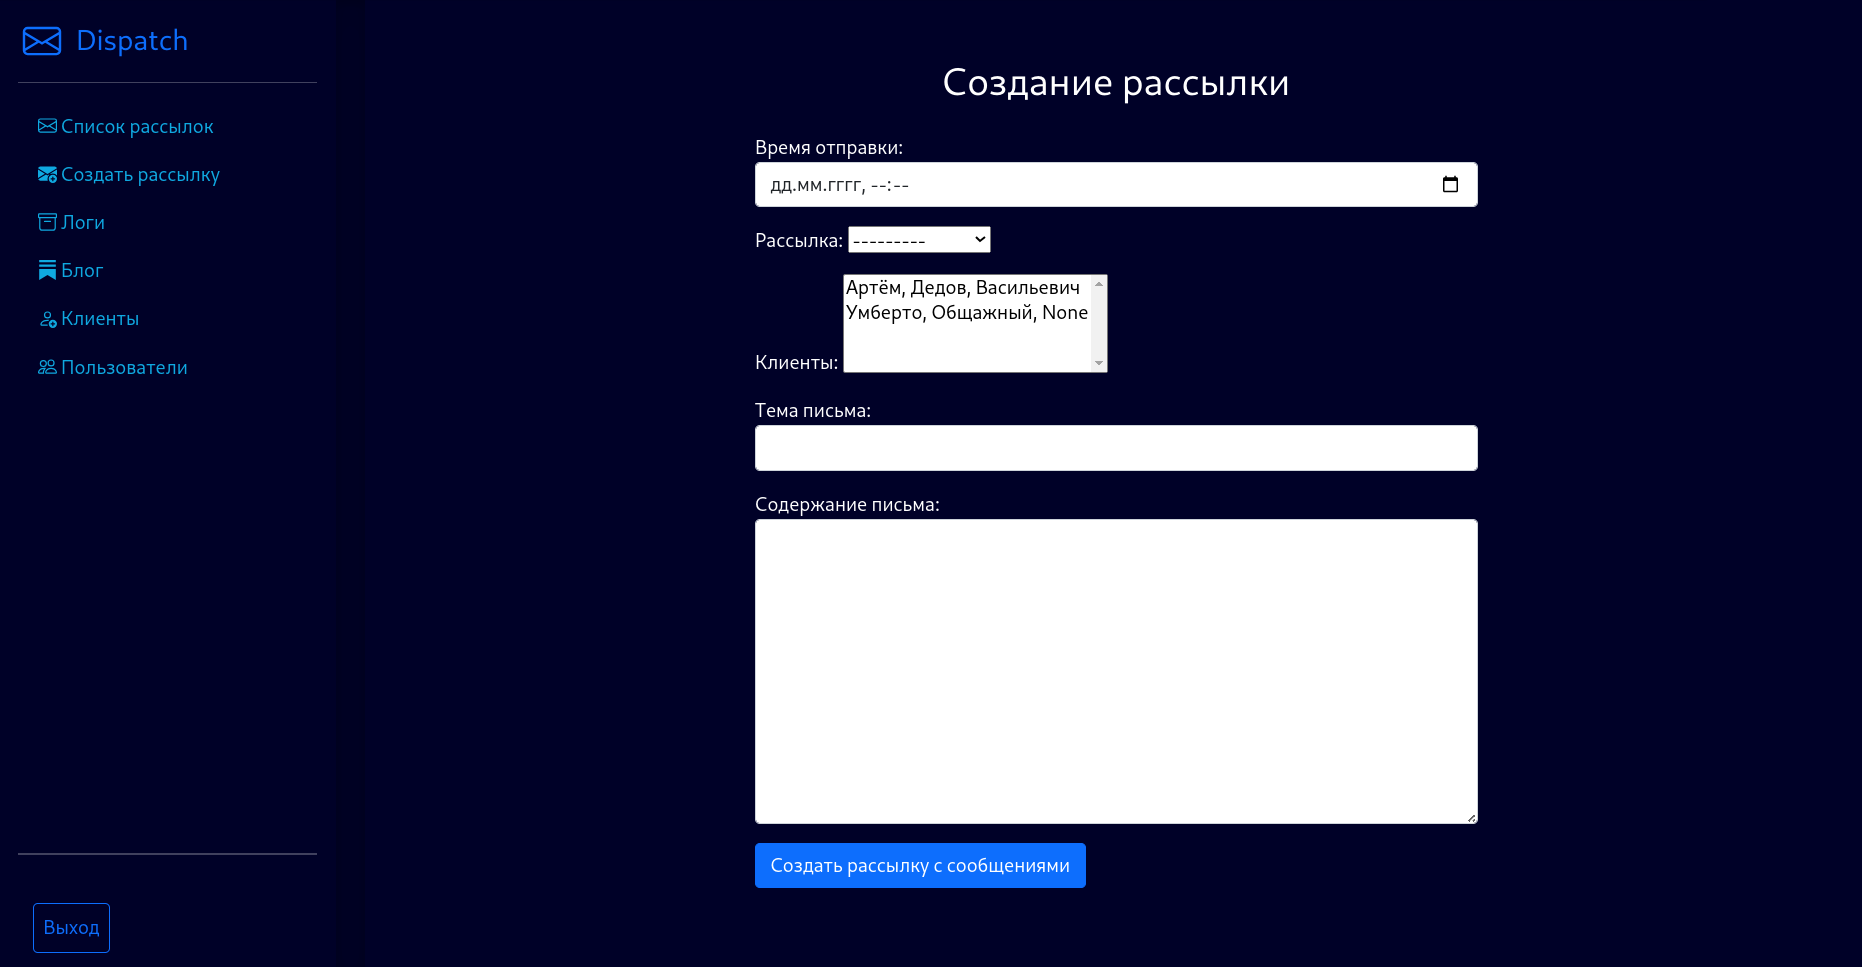 Dispatch
Список рассылок
Создать рассылку
Логи
Блог
Клиенты
Пользователи
Выход
Создание рассылки
Время отправки:
дд.мм.гггг, --:--
Рассылка: ---------
Клиенты:
Артём, Дедов, Васильевич
Умберто, Общажный, None
Тема письма:
Содержание письма:
Создать рассылку с сообщениями